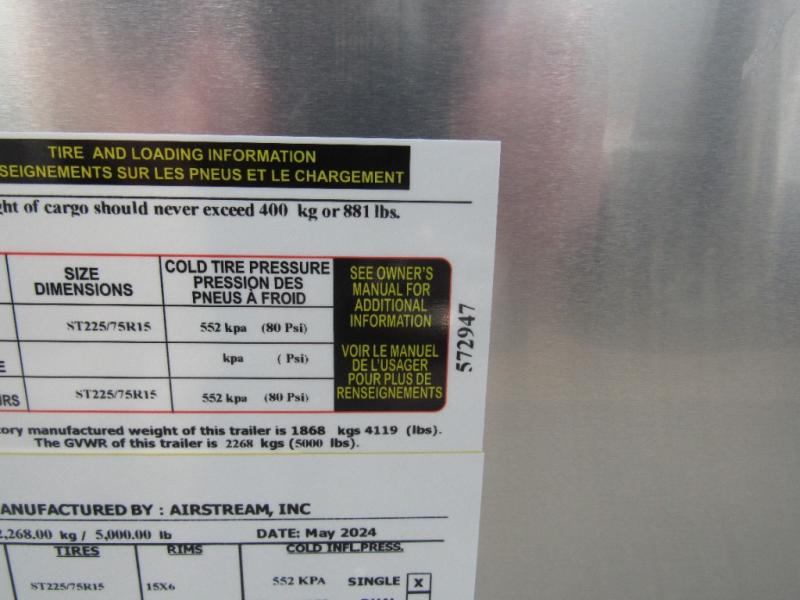 TIRE AND LOADING INFORMATION
SEIGNEMENTS SUR LES PNEUS ET LE CHARGEMENT
ht of cargo should never exceed 400 kg or 881 lbs.
SIZE
DIMENSIONS
COLD TIRE PRESSURE
PRESSION DES
PNEUS À FROID
ST225/75R15 552 kpa (80 Psi)
E kpa ( Psi)
URS ST225/75R15 552 kpa (80 Psi)
SEE OWNER'S
MANUAL FOR
ADDITIONAL
INFORMATION
VOIR LE MANUEL
DE L'USAGER
POUR PLUS DE
RENSEIGNEMENTS
572947
ory manufactured weight of this trailer is 1868 kgs 4119 (lbs).
The GVWR of this trailer is 2268 kgs (5000 lbs).
ANUFACTURED BY : AIRSTREAM, INC
2,268.00 kg / 5,000.00 lb DATE: May 2024
TIRES RIMS COLD INFL.PRESS.
ST225/75R15 15X6 552 KPA SINGLE X